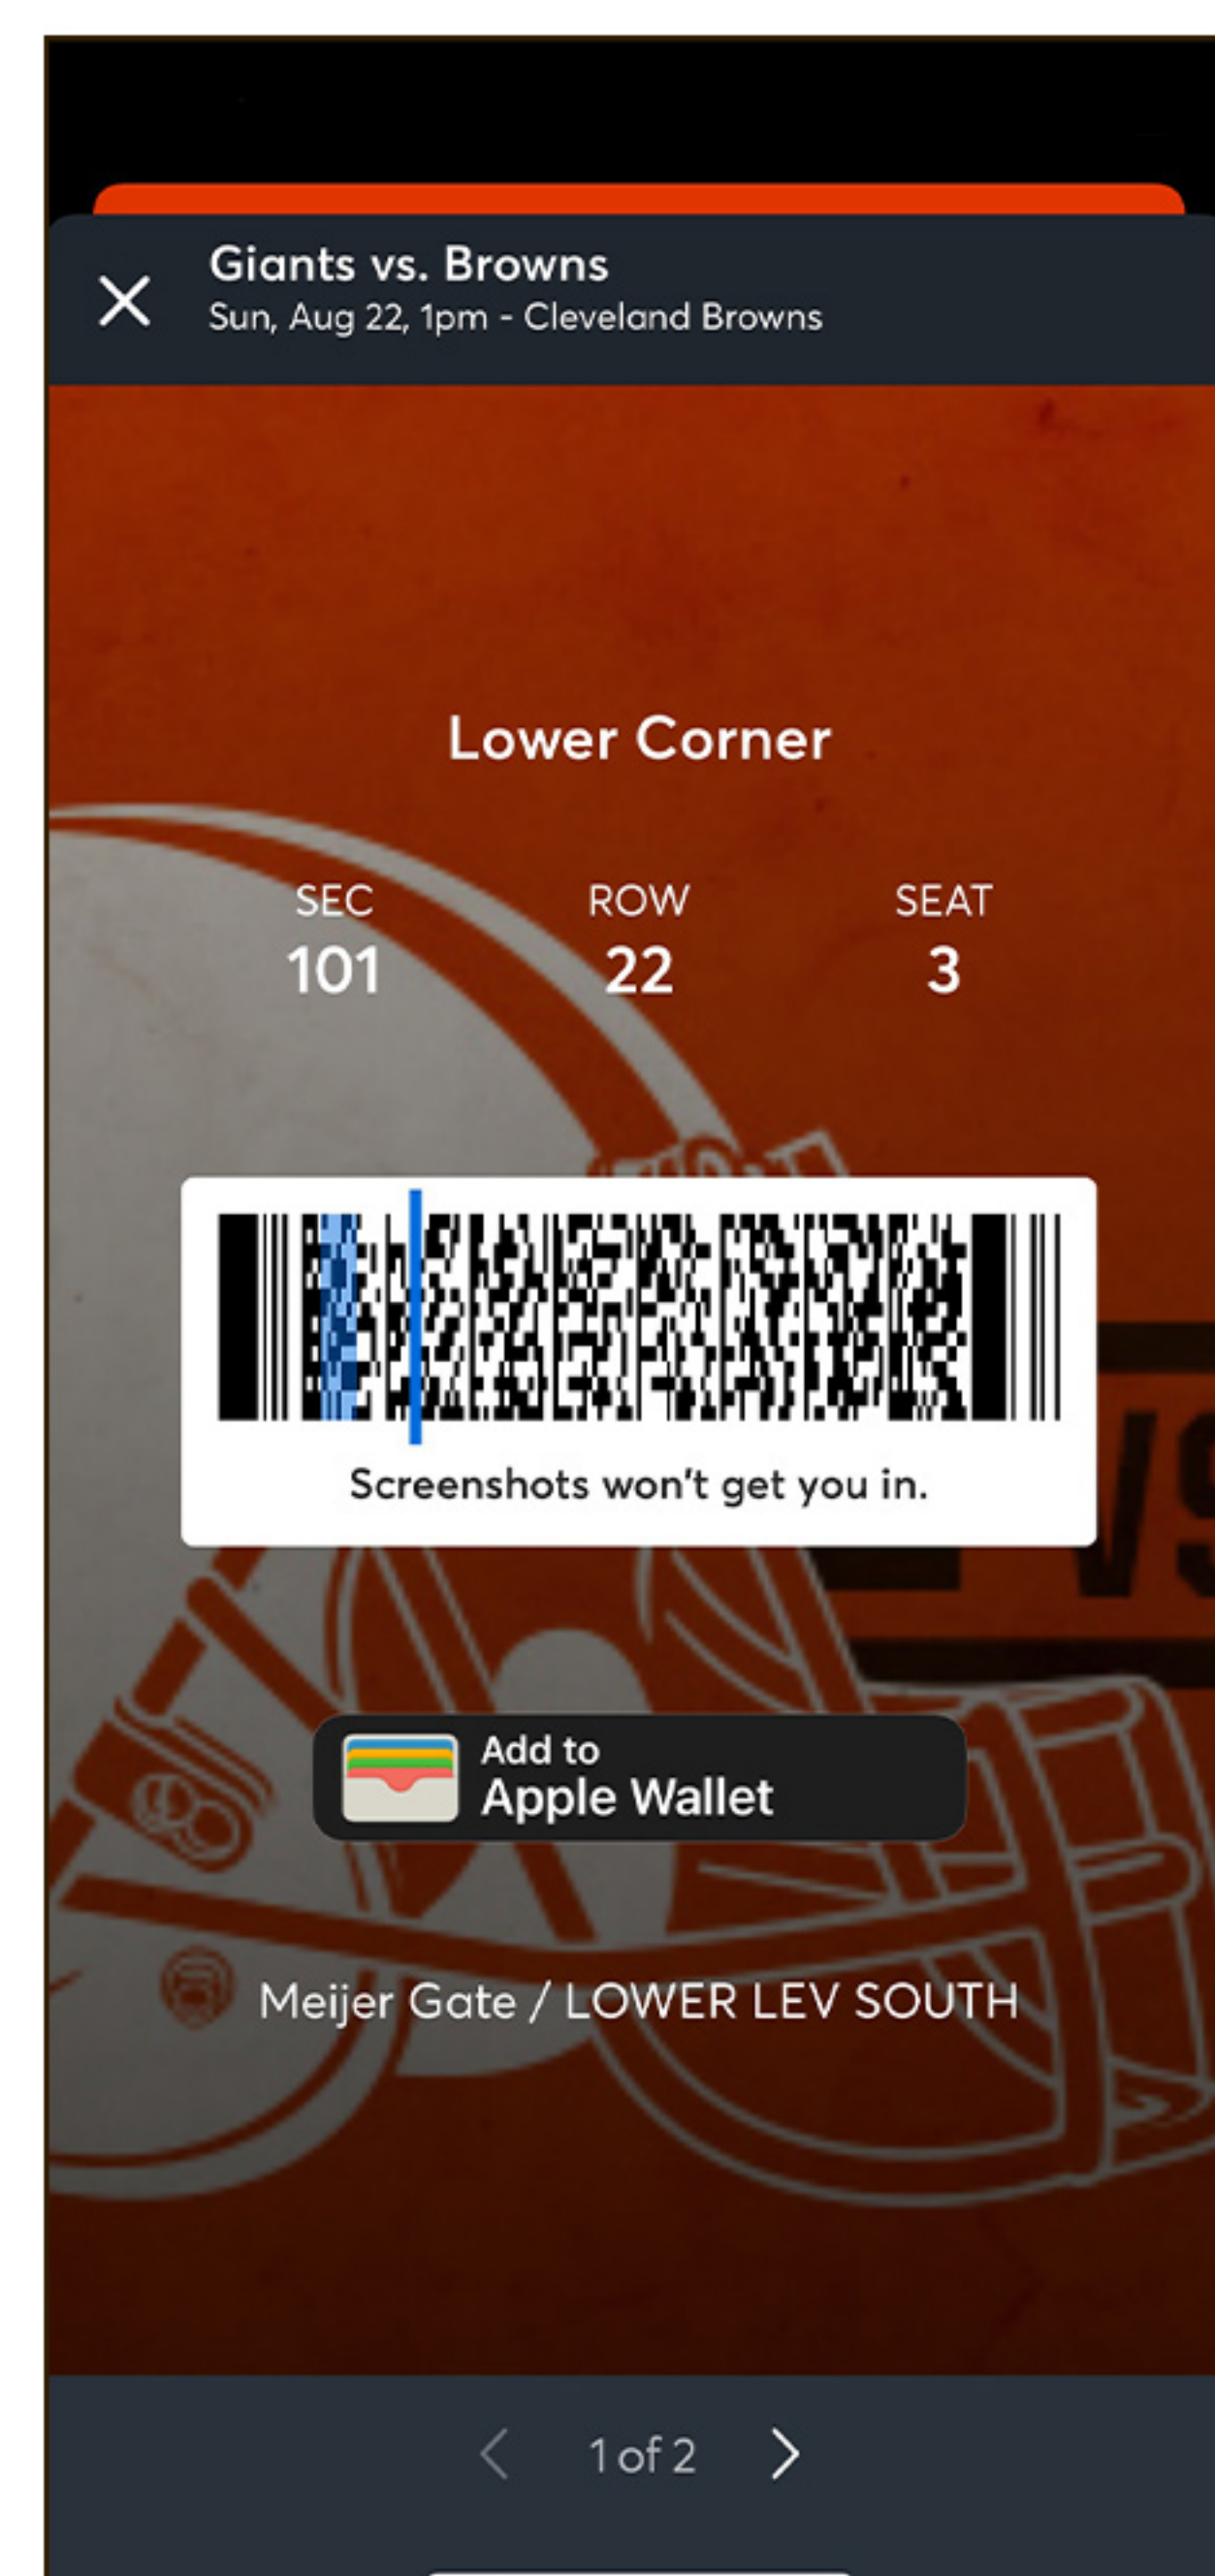 Giants vs. Browns
Sun, Aug 22, 1pm - Cleveland Browns
Lower Corner
SEC ROW SEAT
101 22 3
VS
Screenshots won't get you in.
Add to
Apple Wallet
Meijer Gate / LOWER LEV SOUTH
1 of 2